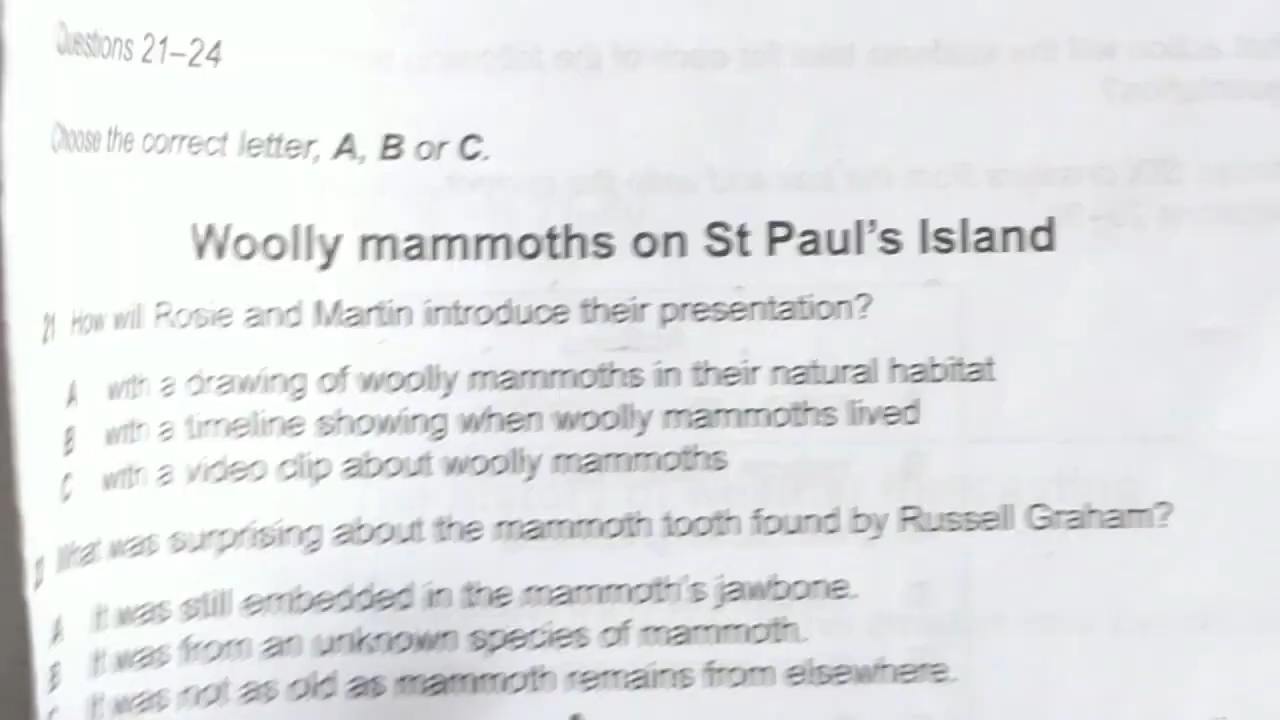 Questions 21–24
Choose the correct letter, A, B or C.
Woolly mammoths on St Paul's Island
21 How will Rosie and Martin introduce their presentation?
A with a drawing of woolly mammoths in their natural habitat
B with a timeline showing when woolly mammoths lived
C with a video clip about woolly mammoths
What was surprising about the mammoth tooth found by Russell Graham?
A It was still embedded in the mammoth's jawbone.
B It was from an unknown species of mammoth.
C It was not as old as mammoth remains from elsewhere.